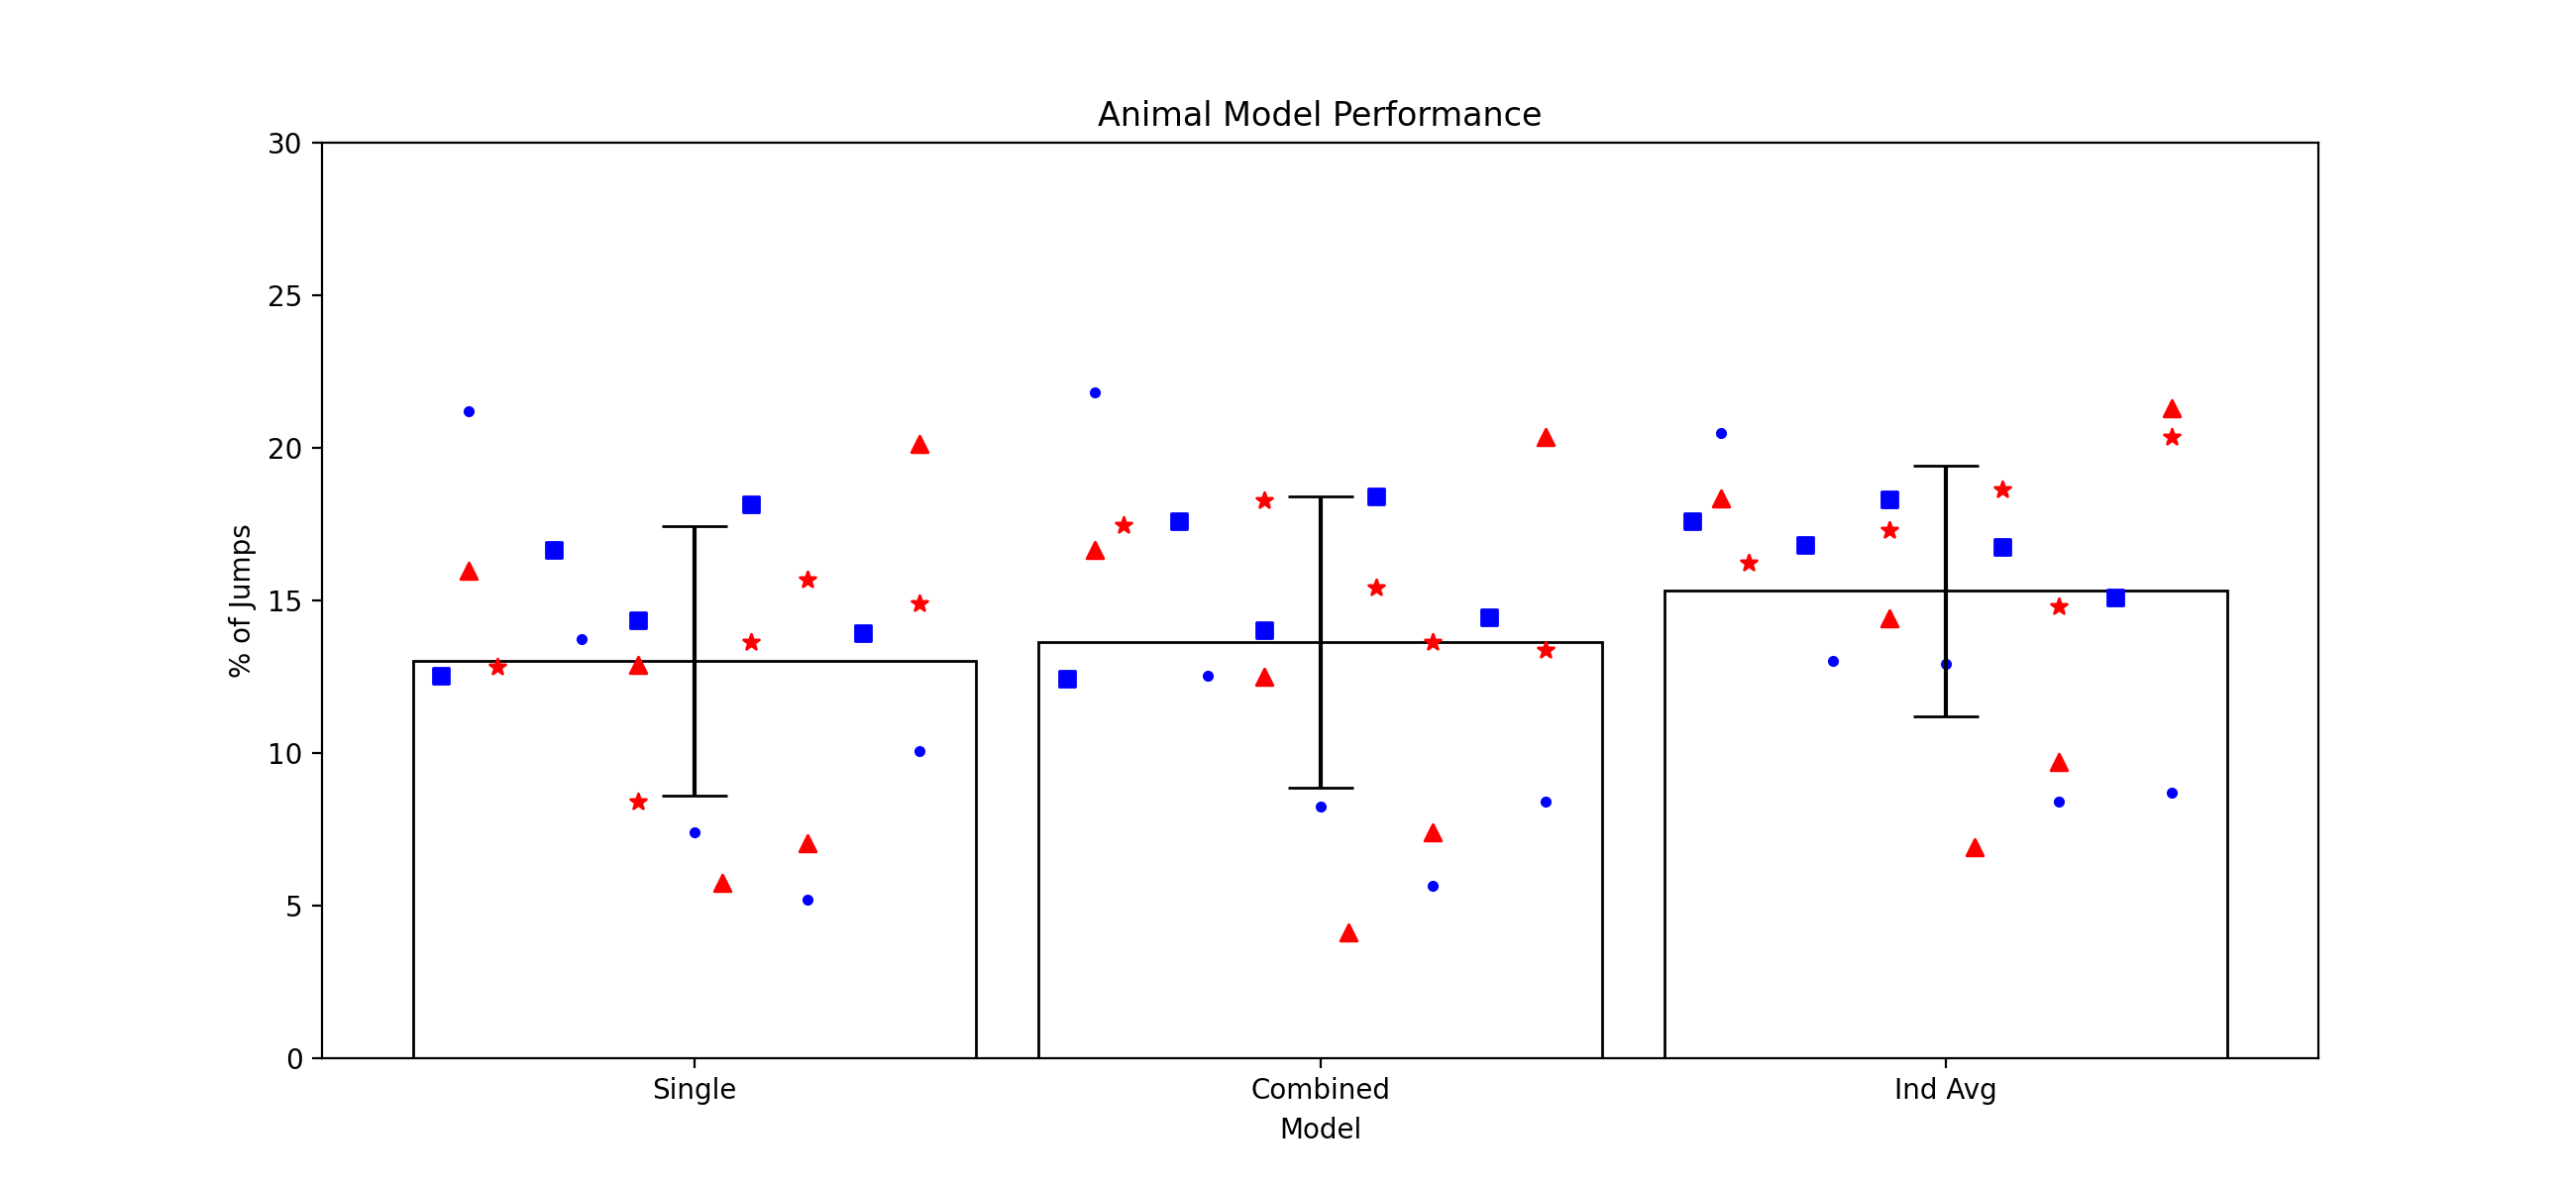 Animal Model Performance
30
25
20
15
10
5
0
% of Jumps
Single
Combined
Ind Avg
Model